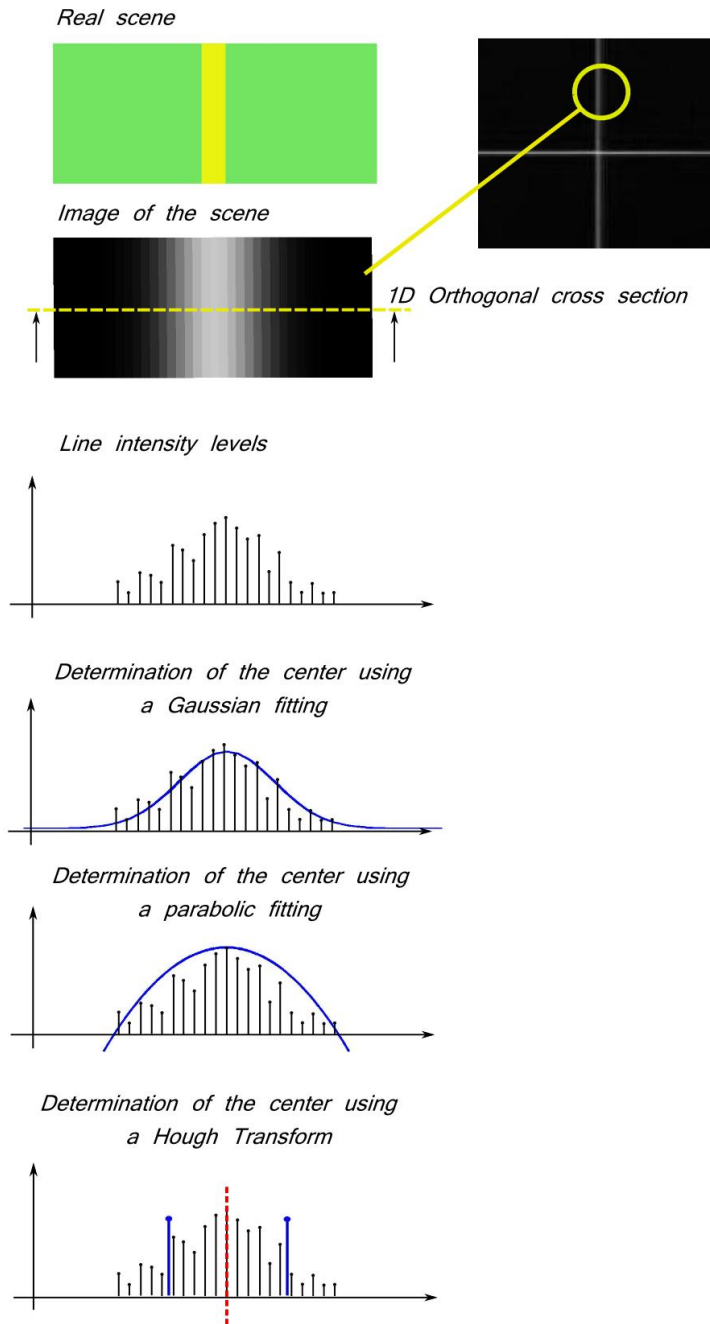 Real scene
Image of the scene
1D Orthogonal cross section
Line intensity levels
Determination of the center using
a Gaussian fitting
Determination of the center using
a parabolic fitting
Determination of the center using
a Hough Transform